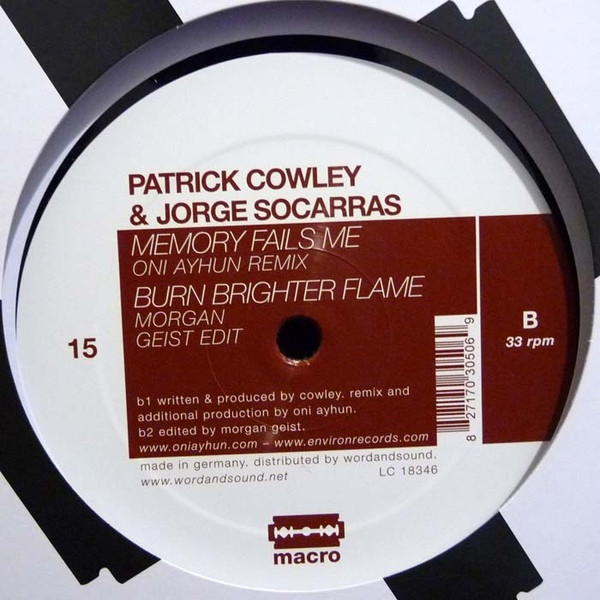 PATRICK COWLEY
& JORGE SOCARRAS
MEMORY FAILS ME
ONI AYHUN REMIX
BURN BRIGHTER FLAME
MORGAN
GEIST EDIT
15
B
33 rpm
8 27170 30506 9
b1 written & produced by cowley. remix and
additional production by oni ayhun.
b2 edited by morgan geist.
www.oniayhun.com – www.environrecords.com
made in germany. distributed by wordandsound.
www.wordandsound.net
LC 18346
macro